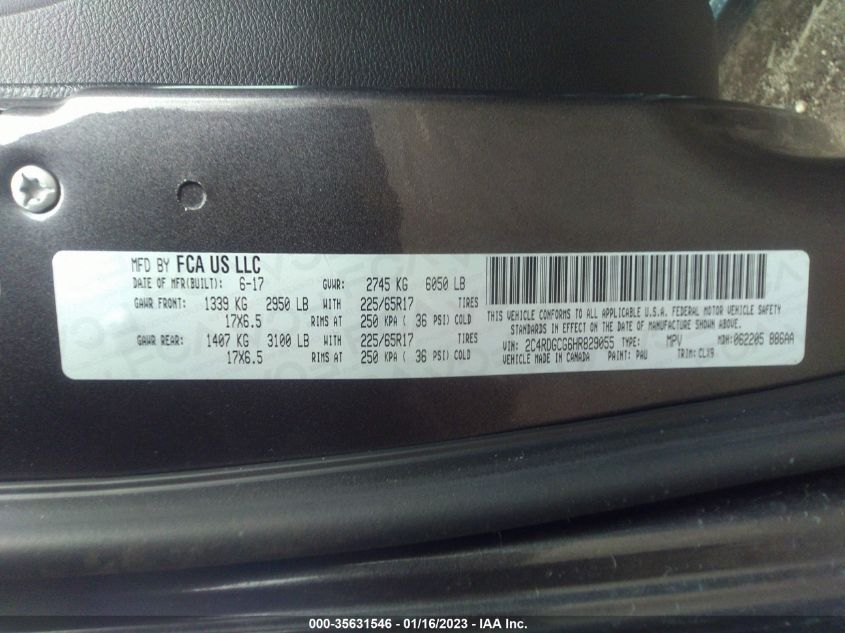 MFD BY FCA US LLC
DATE OF MFR(BUILT): 6-17 GVWR: 2745 KG 6050 LB
GAWR FRONT: 1339 KG 2950 LB WITH 225/65R17 TIRES
17X6.5 RIMS AT 250 KPA ( 36 PSI) COLD
GAWR REAR: 1407 KG 3100 LB WITH 225/65R17 TIRES
17X6.5 RIMS AT 250 KPA ( 36 PSI) COLD
THIS VEHICLE CONFORMS TO ALL APPLICABLE U.S.A. FEDERAL MOTOR VEHICLE SAFETY
STANDARDS IN EFFECT ON THE DATE OF MANUFACTURE SHOWN ABOVE.
VIN: 2C4RDGCG6HR829055 TYPE: MPV MDH: 062205 886AA
VEHICLE MADE IN CANADA PAINT: PAU TRIM: CLX9
000-35631546 - 01/16/2023 - IAA Inc.